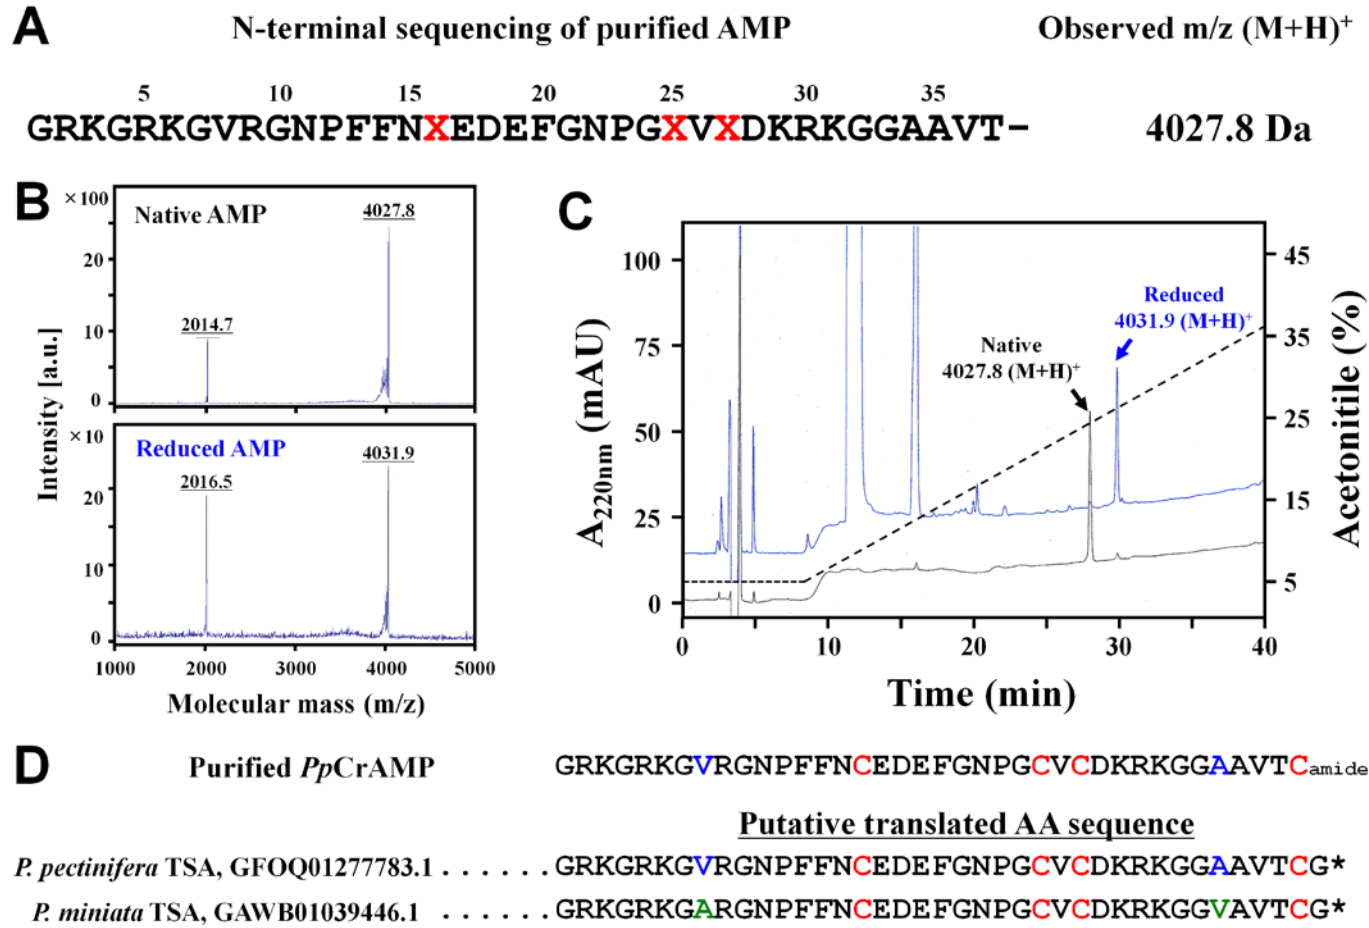 A N-terminal sequencing of purified AMP Observed m/z (M+H)+
5 10 15 20 25 30 35
GRKGRKGVRGNPFFNXEDEFGNPGXVXDKRKGGAAVT– 4027.8 Da
B
×100
Native AMP
4027.8
2014.7
20
10
0
×10
Reduced AMP
4031.9
2016.5
20
10
0
1000 2000 3000 4000 5000
Intensity [a.u.]
Molecular mass (m/z)
C
100
75
50
25
0
A220nm (mAU)
45
35
25
15
5
Acetonitile (%)
Reduced
4031.9 (M+H)+
Native
4027.8 (M+H)+
0 10 20 30 40
Time (min)
D Purified PpCrAMP GRKGRKGVRGNPFFNCEDEFGNPGCVCDKRKGGAAVTCamide
Putative translated AA sequence
P. pectinifera TSA, GFOQ01277783.1 . . . . . . GRKGRKGVRGNPFFNCEDEFGNPGCVCDKRKGGAAVTCG*
P. miniata TSA, GAWB01039446.1 . . . . . . GRKGRKGARGNPFFNCEDEFGNPGCVCDKRKGGVAVTCG*